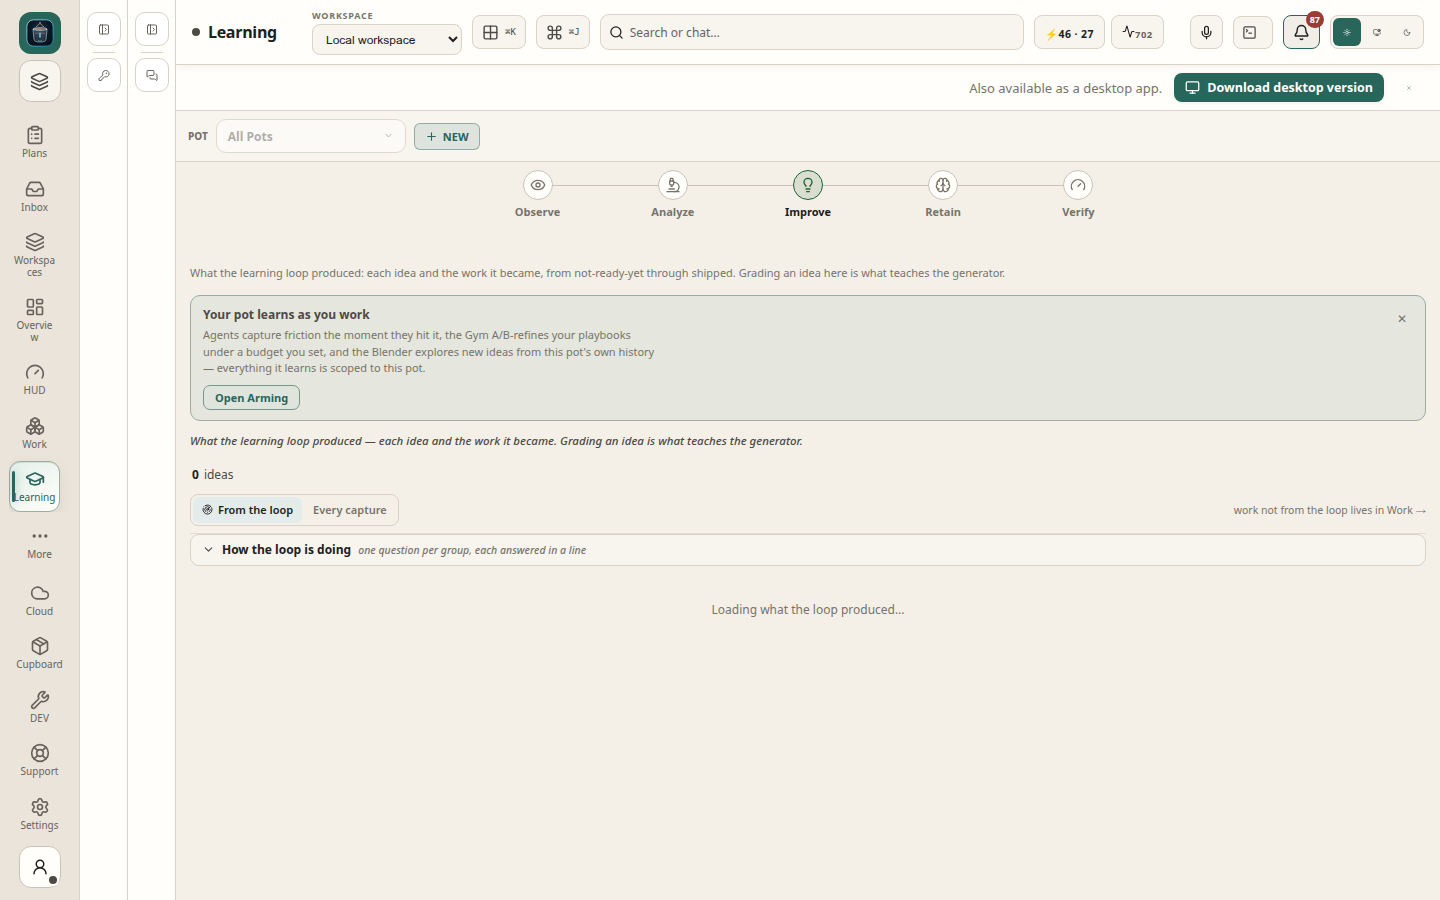 Learning
WORKSPACE
Local workspace
⌘K
⌘J
Search or chat...
⚡46 · 27
702
87
Also available as a desktop app.
Download desktop version
×
POT
All Pots
+ NEW
Observe
Analyze
Improve
Retain
Verify
What the learning loop produced: each idea and the work it became, from not-ready-yet through shipped. Grading an idea here is what teaches the generator.
Your pot learns as you work
×
Agents capture friction the moment they hit it, the Gym A/B-refines your playbooks
under a budget you set, and the Blender explores new ideas from this pot's own history
— everything it learns is scoped to this pot.
Open Arming
What the learning loop produced — each idea and the work it became. Grading an idea is what teaches the generator.
0 ideas
From the loop
Every capture
work not from the loop lives in Work →
How the loop is doing one question per group, each answered in a line
Loading what the loop produced...
Plans
Inbox
Workspa
ces
Overvie
w
HUD
Work
Learning
More
Cloud
Cupboard
DEV
Support
Settings